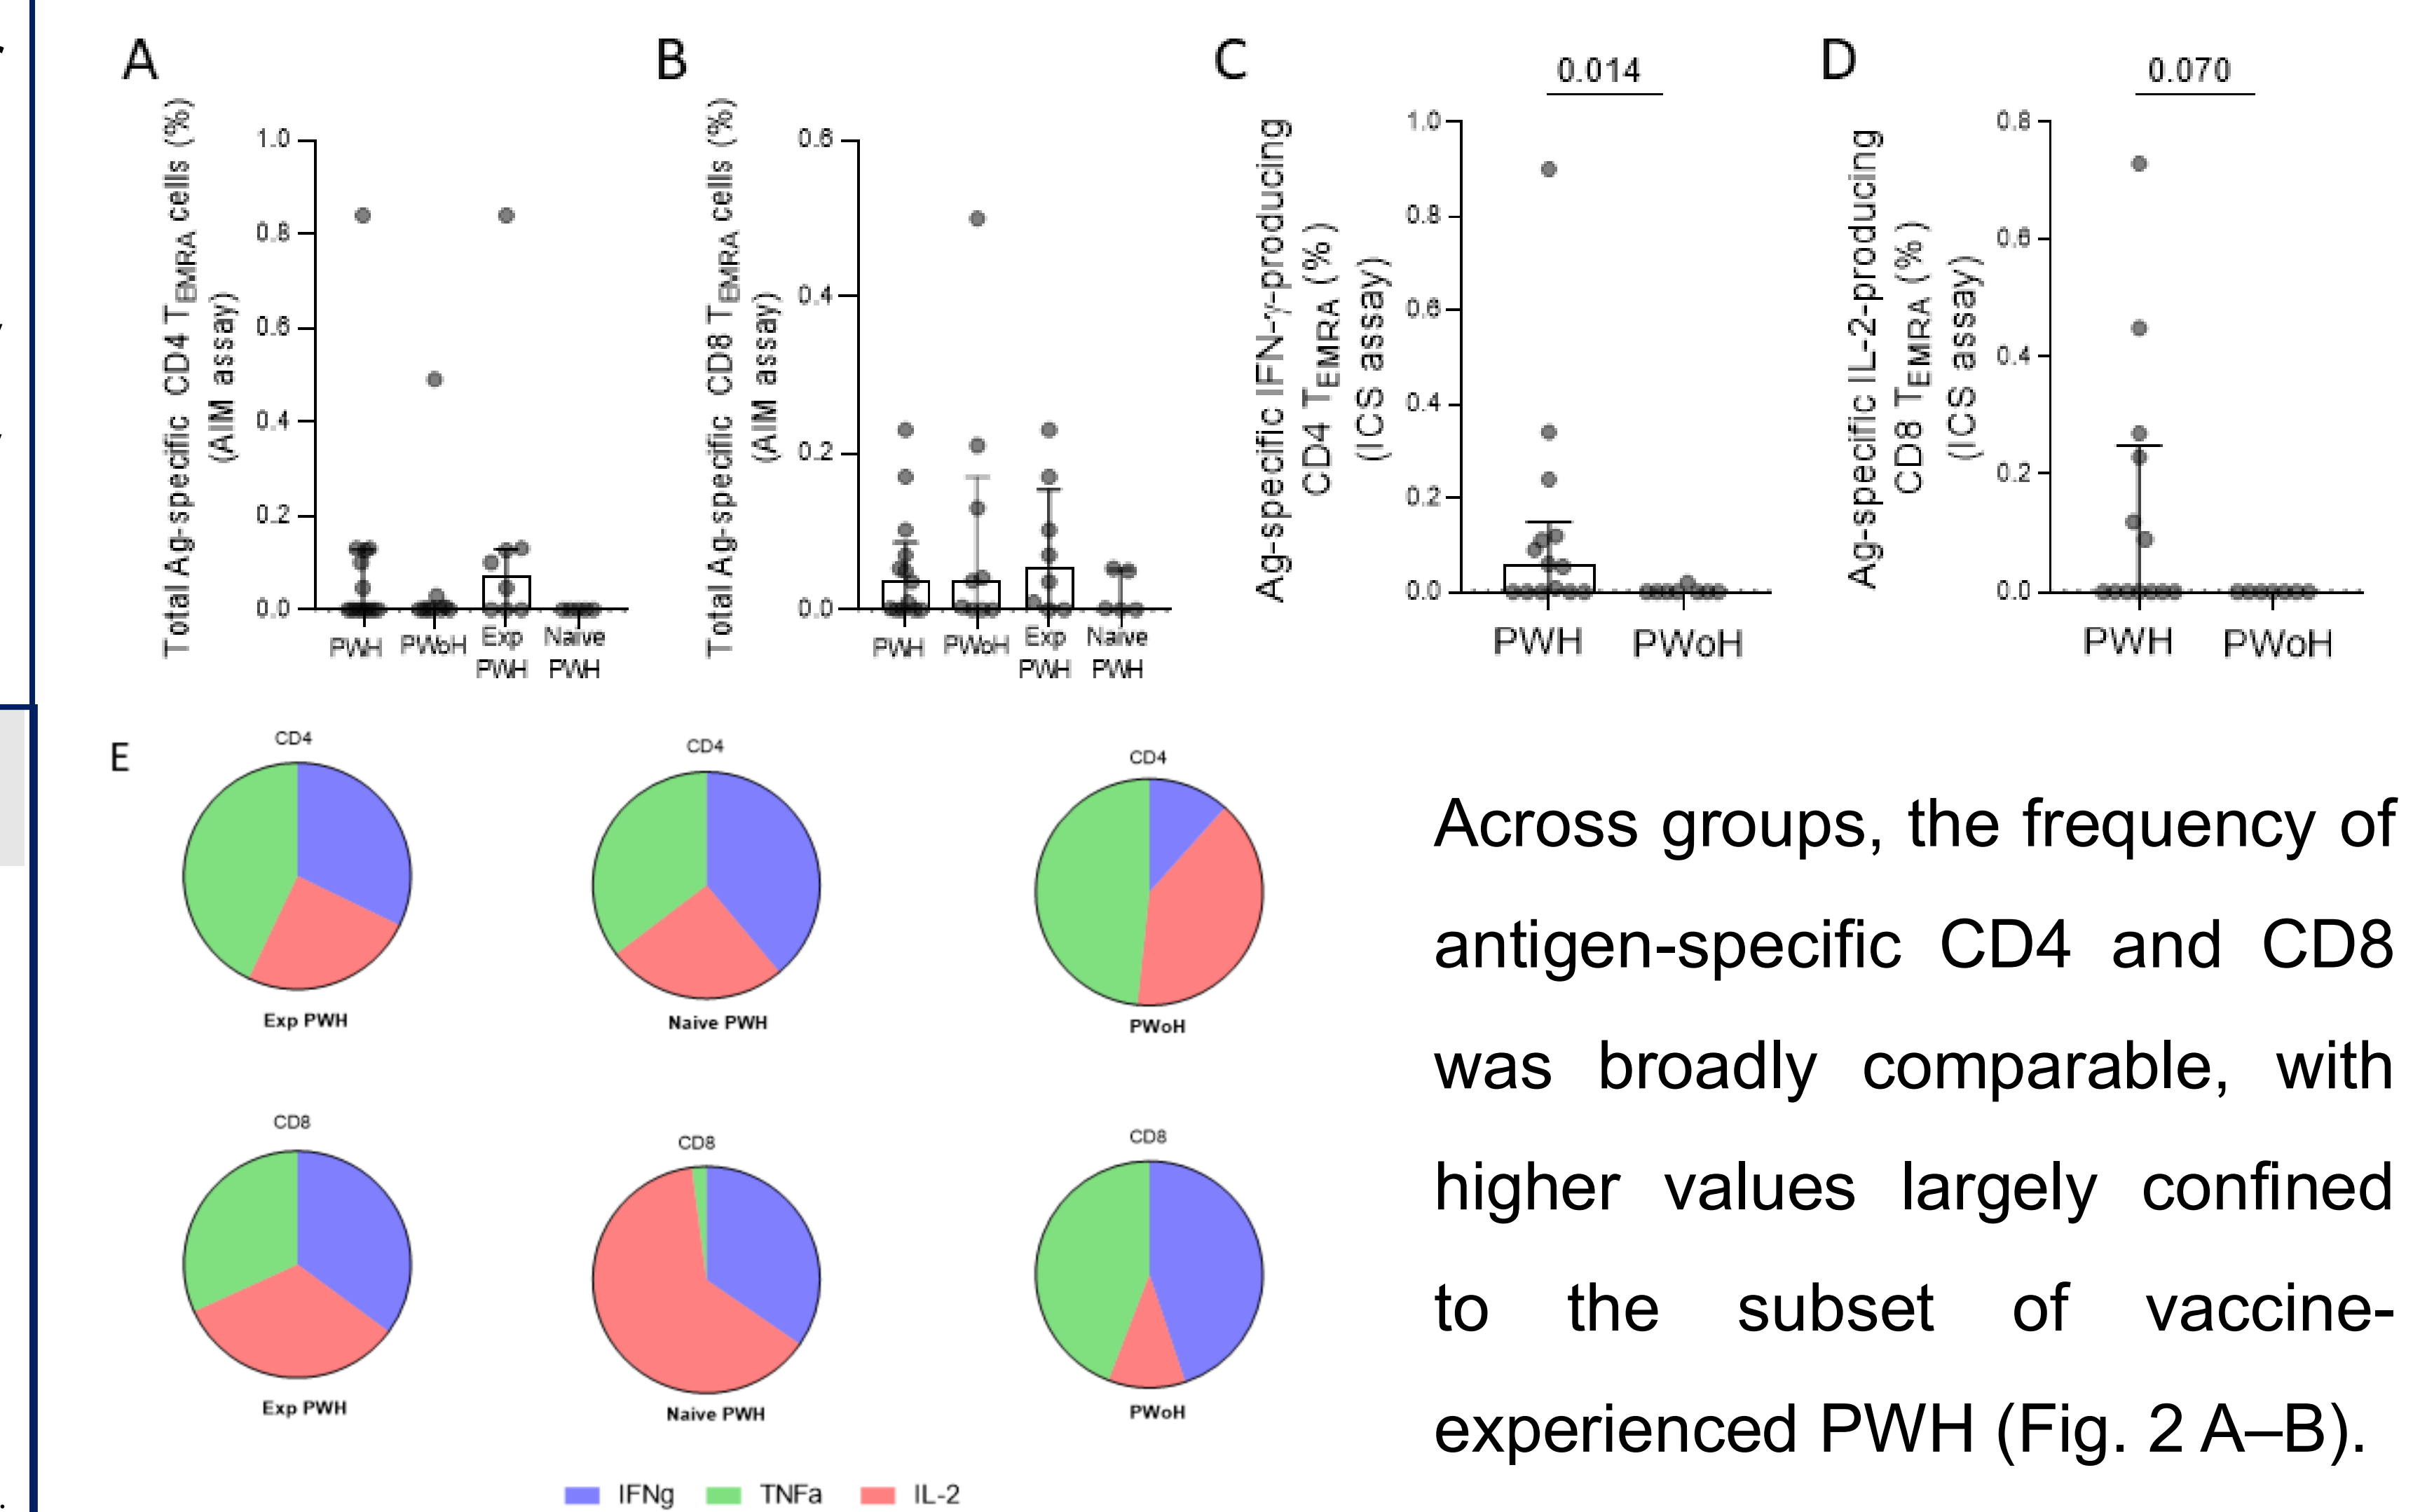 A
Total Ag-specific CD4 TEMRA cells (%)
(AIM assay)
1.0
0.8
0.6
0.4
0.2
0.0
PWH
PWoH
Exp
PWH
Naive
PWH
B
Total Ag-specific CD8 TEMRA cells (%)
(AIM assay)
0.6
0.4
0.2
0.0
PWH
PWoH
Exp
PWH
Naive
PWH
C
0.014
Ag-specific IFN-γ-producing
CD4 TEMRA (%)
(ICS assay)
1.0
0.8
0.6
0.4
0.2
0.0
PWH
PWoH
D
0.070
Ag-specific IL-2-producing
CD8 TEMRA (%)
(ICS assay)
0.8
0.6
0.4
0.2
0.0
PWH
PWoH
E
CD4
Exp PWH
CD4
Naive PWH
CD4
PWoH
CD8
Exp PWH
CD8
Naive PWH
CD8
PWoH
IFNg
TNFa
IL-2
Across groups, the frequency of
antigen-specific CD4 and CD8
was broadly comparable, with
higher values largely confined
to the subset of vaccine-
experienced PWH (Fig. 2 A–B).